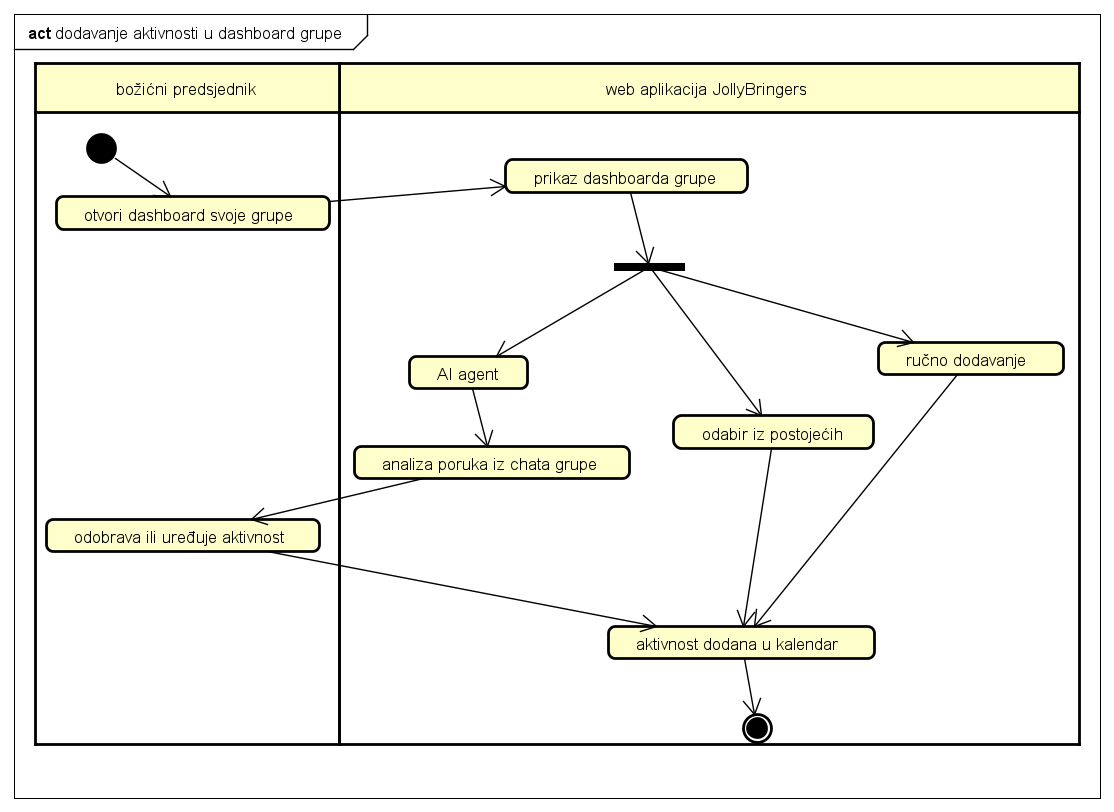 act dodavanje aktivnosti u dashboard grupe
božićni predsjednik
web aplikacija JollyBringers
prikaz dashboarda grupe
otvori dashboard svoje grupe
ručno dodavanje
AI agent
odabir iz postojećih
analiza poruka iz chata grupe
odobrava ili uređuje aktivnost
aktivnost dodana u kalendar